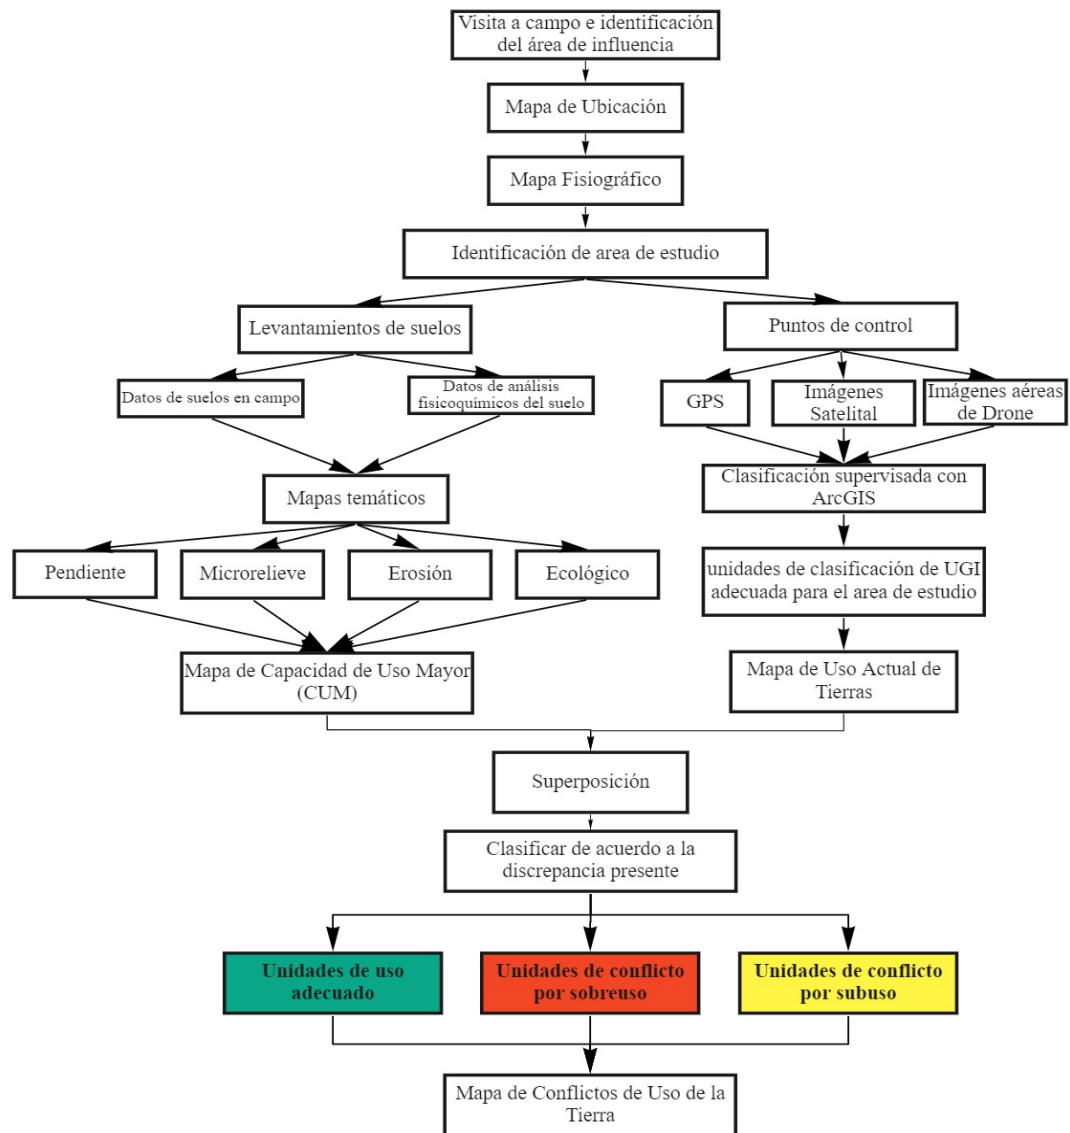 Visita a campo e identificación
del área de influencia
Mapa de Ubicación
Mapa Fisiográfico
Identificación de area de estudio
Levantamientos de suelos
Puntos de control
Datos de suelos en campo
Datos de análisis
fisicoquímicos del suelo
GPS
Imágenes
Satelital
Imágenes aéreas
de Drone
Mapas temáticos
Clasificación supervisada con
ArcGIS
Pendiente
Microrelieve
Erosión
Ecológico
unidades de clasificación de UGI
adecuada para el area de estudio
Mapa de Capacidad de Uso Mayor
(CUM)
Mapa de Uso Actual de
Tierras
Superposición
Clasificar de acuerdo a la
discrepancia presente
Unidades de uso
adecuado
Unidades de conflicto
por sobreuso
Unidades de conflicto
por subuso
Mapa de Conflictos de Uso de la
Tierra